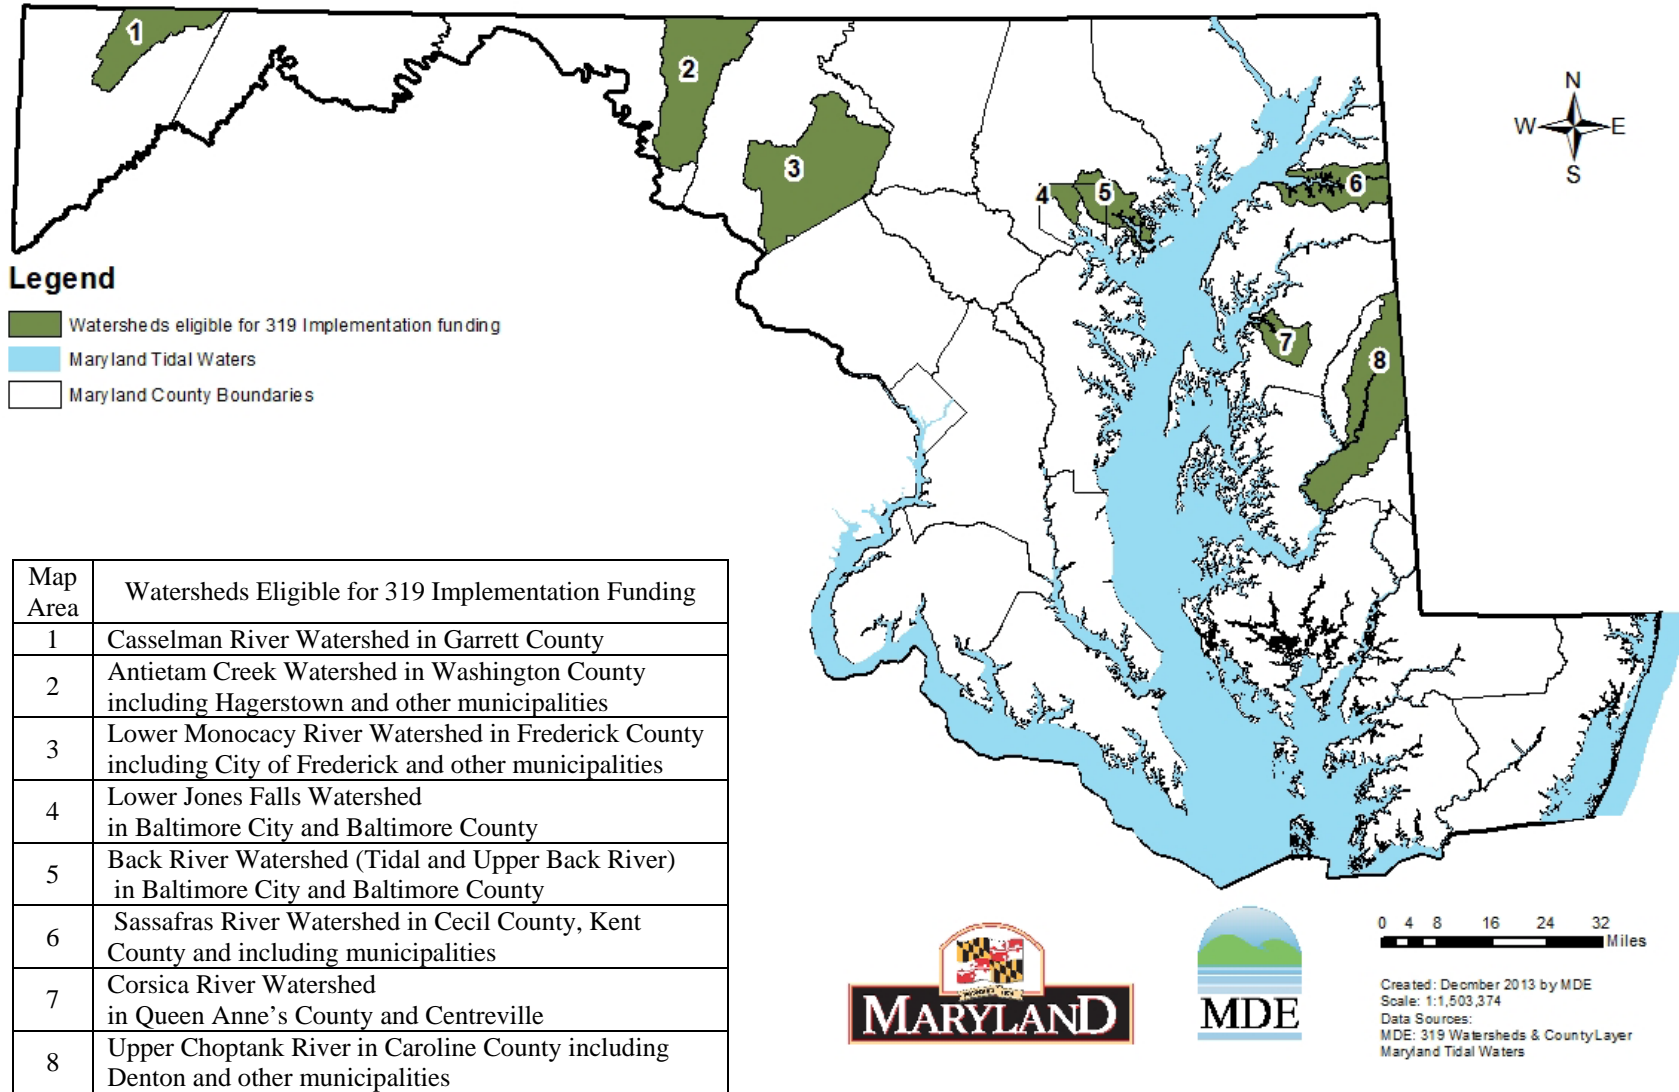 1
2
3
4
5
6
7
8
N
W E
S
Legend
Watersheds eligible for 319 Implementation funding
Maryland Tidal Waters
Maryland County Boundaries
Map Area
Watersheds Eligible for 319 Implementation Funding
1 Casselman River Watershed in Garrett County
2 Antietam Creek Watershed in Washington County
including Hagerstown and other municipalities
3 Lower Monocacy River Watershed in Frederick County
including City of Frederick and other municipalities
4 Lower Jones Falls Watershed
in Baltimore City and Baltimore County
5 Back River Watershed (Tidal and Upper Back River)
in Baltimore City and Baltimore County
6 Sassafras River Watershed in Cecil County, Kent
County and including municipalities
7 Corsica River Watershed
in Queen Anne's County and Centreville
8 Upper Choptank River in Caroline County including
Denton and other municipalities
MARYLAND
MDE
0 4 8 16 24 32
Miles
Created: Decmber 2013 by MDE
Scale: 1:1,503,374
Data Sources:
MDE: 319 Watersheds & County Layer
Maryland Tidal Waters